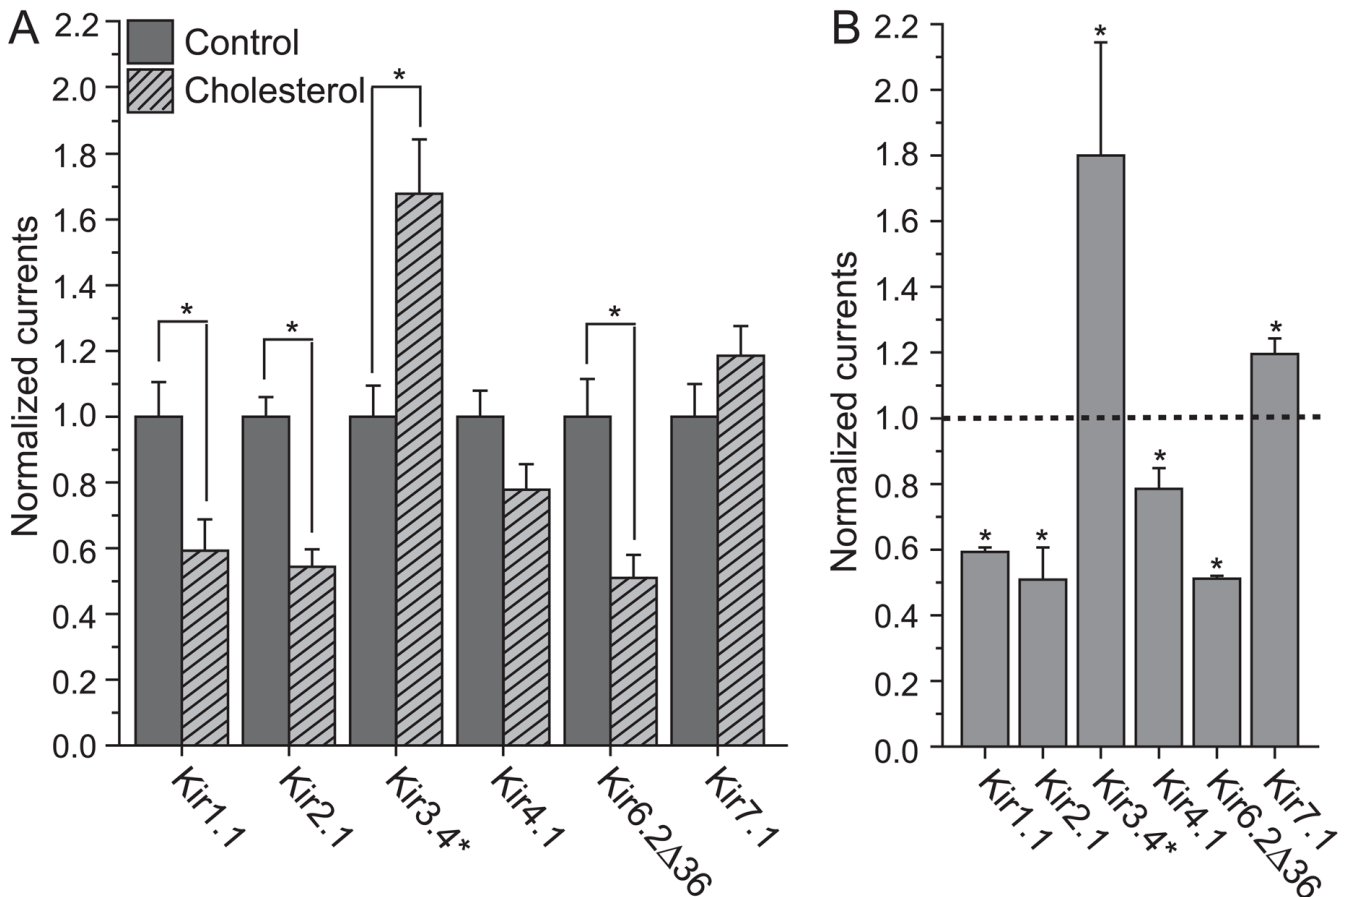 A
Control
Cholesterol
Normalized currents
2.2
2.0
1.8
1.6
1.4
1.2
1.0
0.8
0.6
0.4
0.2
0.0
*
*
*
*
Kir1.1
Kir2.1
Kir3.4*
Kir4.1
Kir6.2Δ36
Kir7.1
B
Normalized currents
2.2
2.0
1.8
1.6
1.4
1.2
1.0
0.8
0.6
0.4
0.2
0.0
*
*
*
*
*
*
Kir1.1
Kir2.1
Kir3.4*
Kir4.1
Kir6.2Δ36
Kir7.1